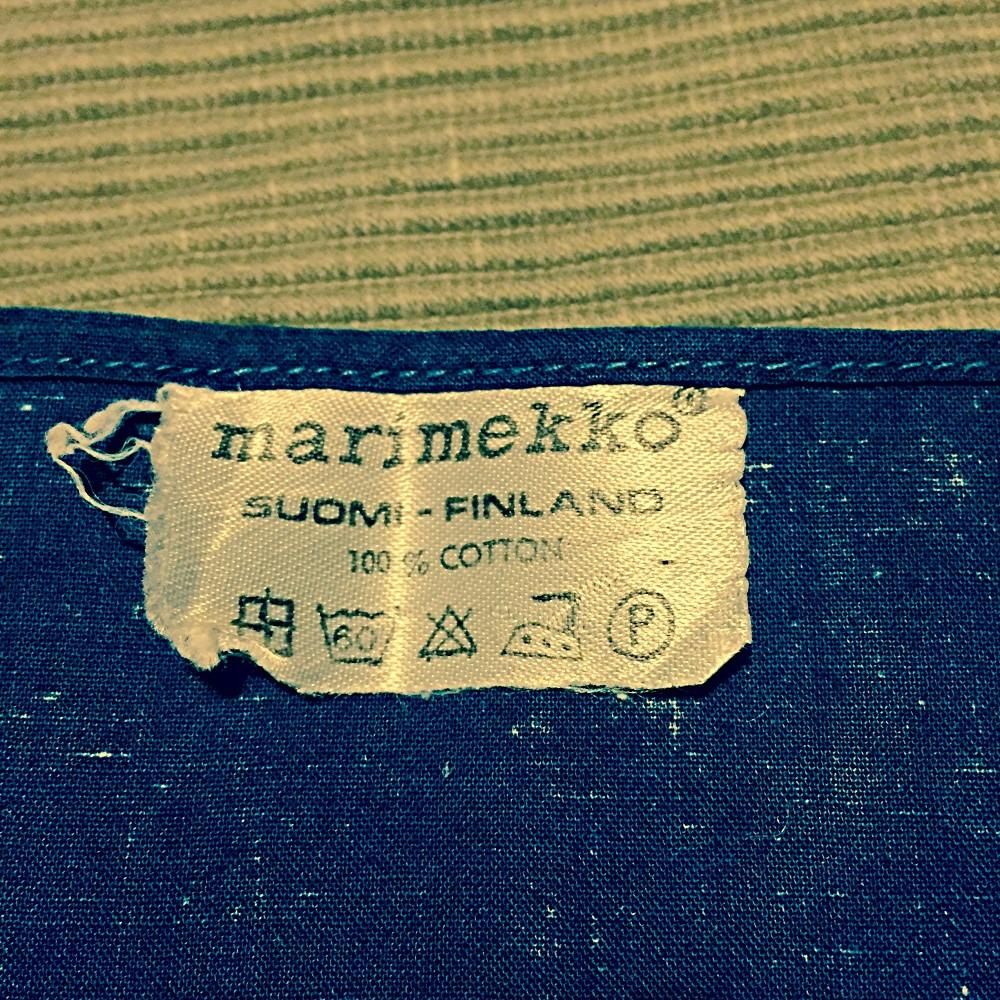 marimekko®
SUOMI - FINLAND
100 % COTTON
60 P